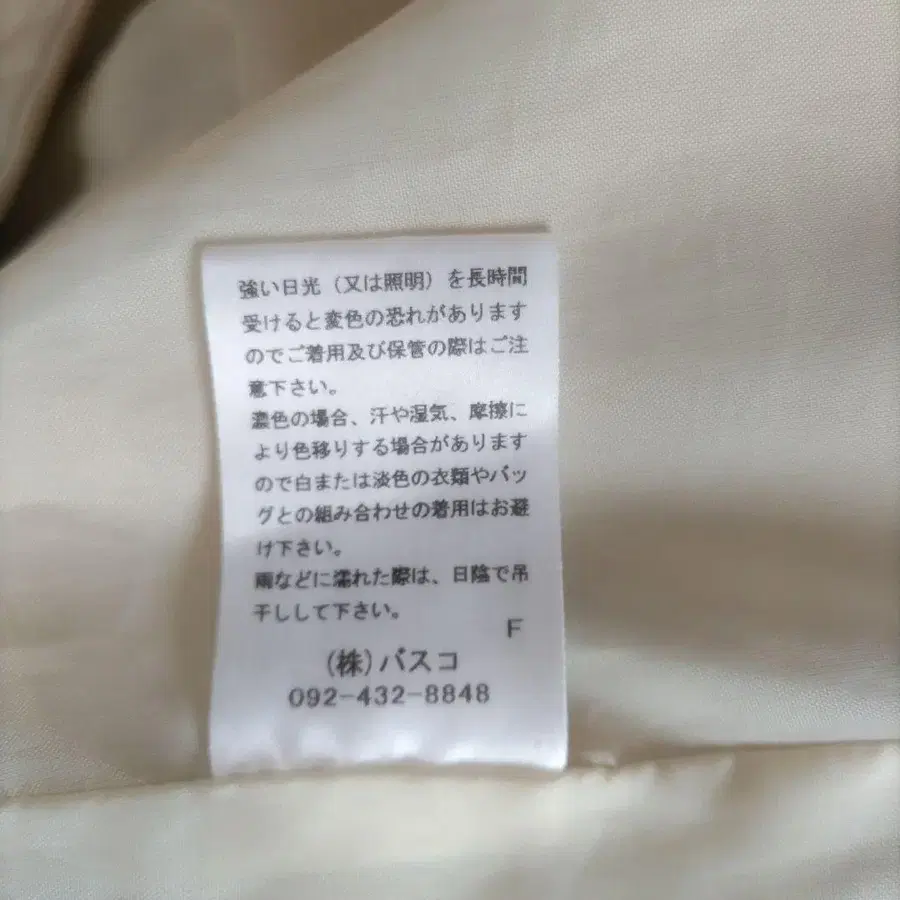 強い日光（又は照明）を長時間
受けると変色の恐れがあります
のでご着用及び保管の際はご注
意下さい。
濃色の場合、汗や湿気、摩擦に
より色移りする場合があります
ので白または淡色の衣類やバッ
グとの組み合わせの着用はお避
け下さい。
雨などに濡れた際は、日陰で吊
干しして下さい。
F
(株)パスコ
092-432-8848